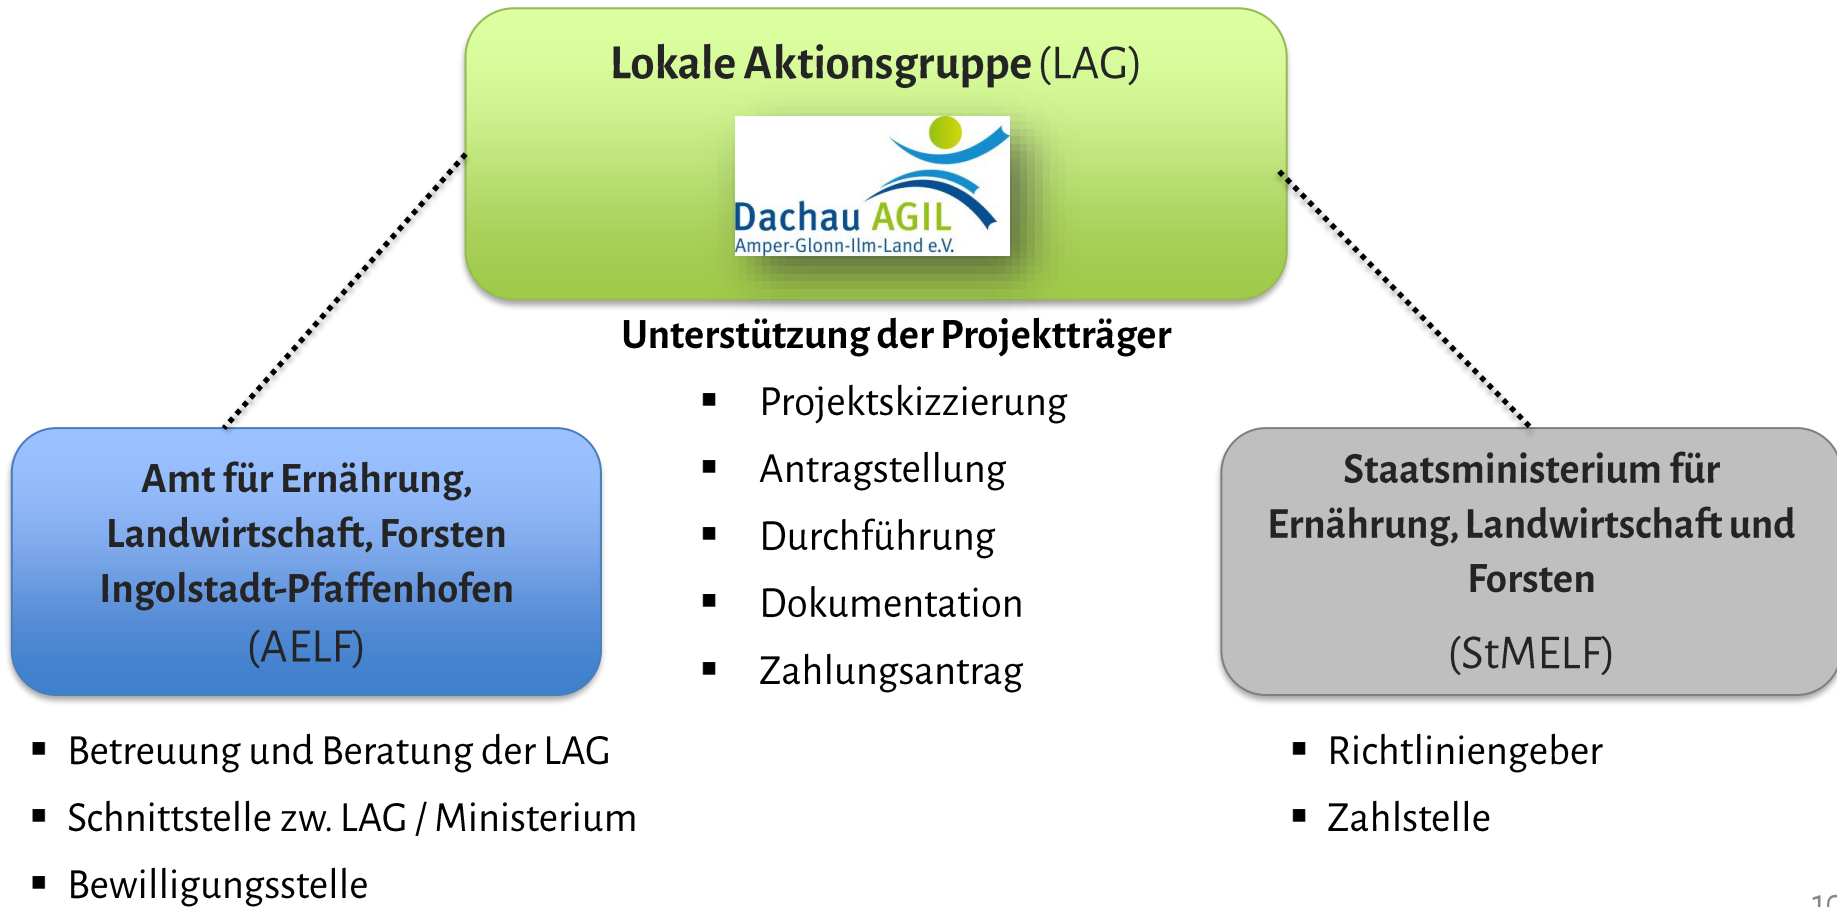 Lokale Aktionsgruppe (LAG)
Dachau AGIL
Amper-Glonn-Ilm-Land e.V.
Unterstützung der Projektträger
▪ Projektskizzierung
▪ Antragstellung
▪ Durchführung
▪ Dokumentation
▪ Zahlungsantrag
Amt für Ernährung,
Landwirtschaft, Forsten
Ingolstadt-Pfaffenhofen
(AELF)
▪ Betreuung und Beratung der LAG
▪ Schnittstelle zw. LAG / Ministerium
▪ Bewilligungsstelle
Staatsministerium für
Ernährung, Landwirtschaft und
Forsten
(StMELF)
▪ Richtliniengeber
▪ Zahlstelle